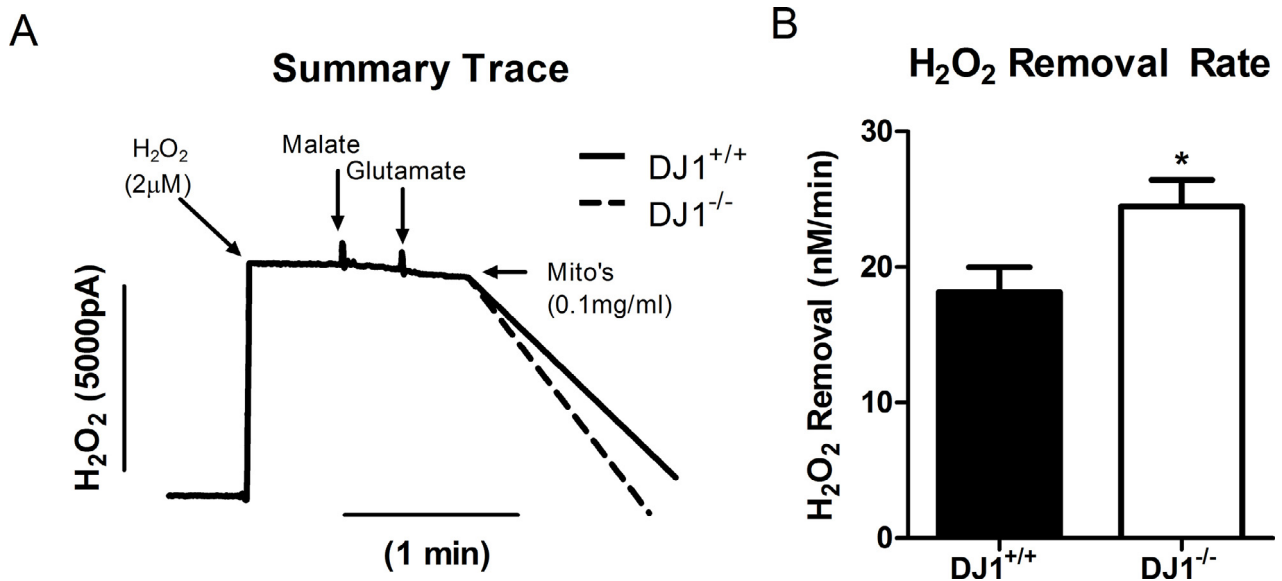 A
Summary Trace
H₂O₂
(2μM)
Malate
Glutamate
DJ1⁺/⁺
DJ1⁻/⁻
Mito's
(0.1mg/ml)
H₂O₂ (5000pA)
(1 min)
B
H₂O₂ Removal Rate
H₂O₂ Removal (nM/min)
30
20
10
0
*
DJ1⁺/⁺
DJ1⁻/⁻